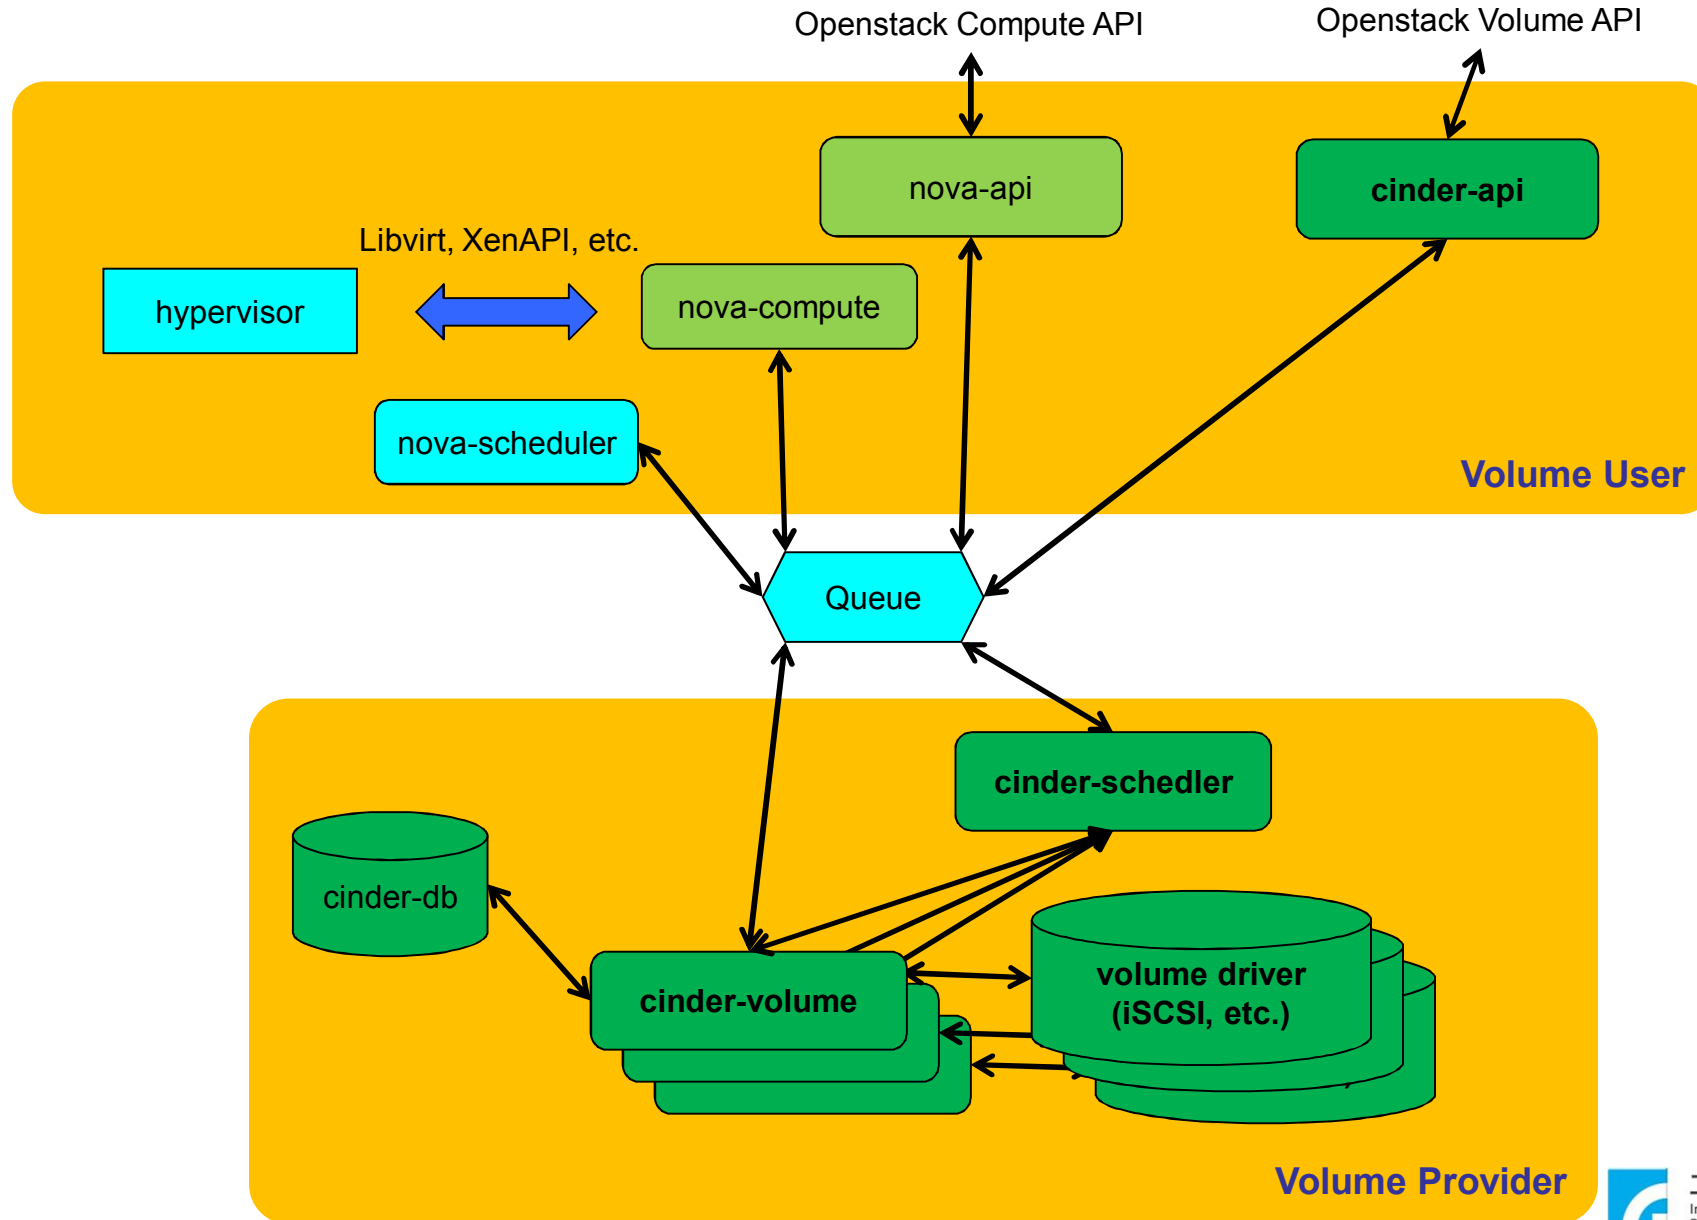 Openstack Compute API
Openstack Volume API
nova-api
cinder-api
Libvirt, XenAPI, etc.
hypervisor
nova-compute
nova-scheduler
Volume User
Queue
cinder-schedler
cinder-db
cinder-volume
volume driver
(iSCSI, etc.)
Volume Provider